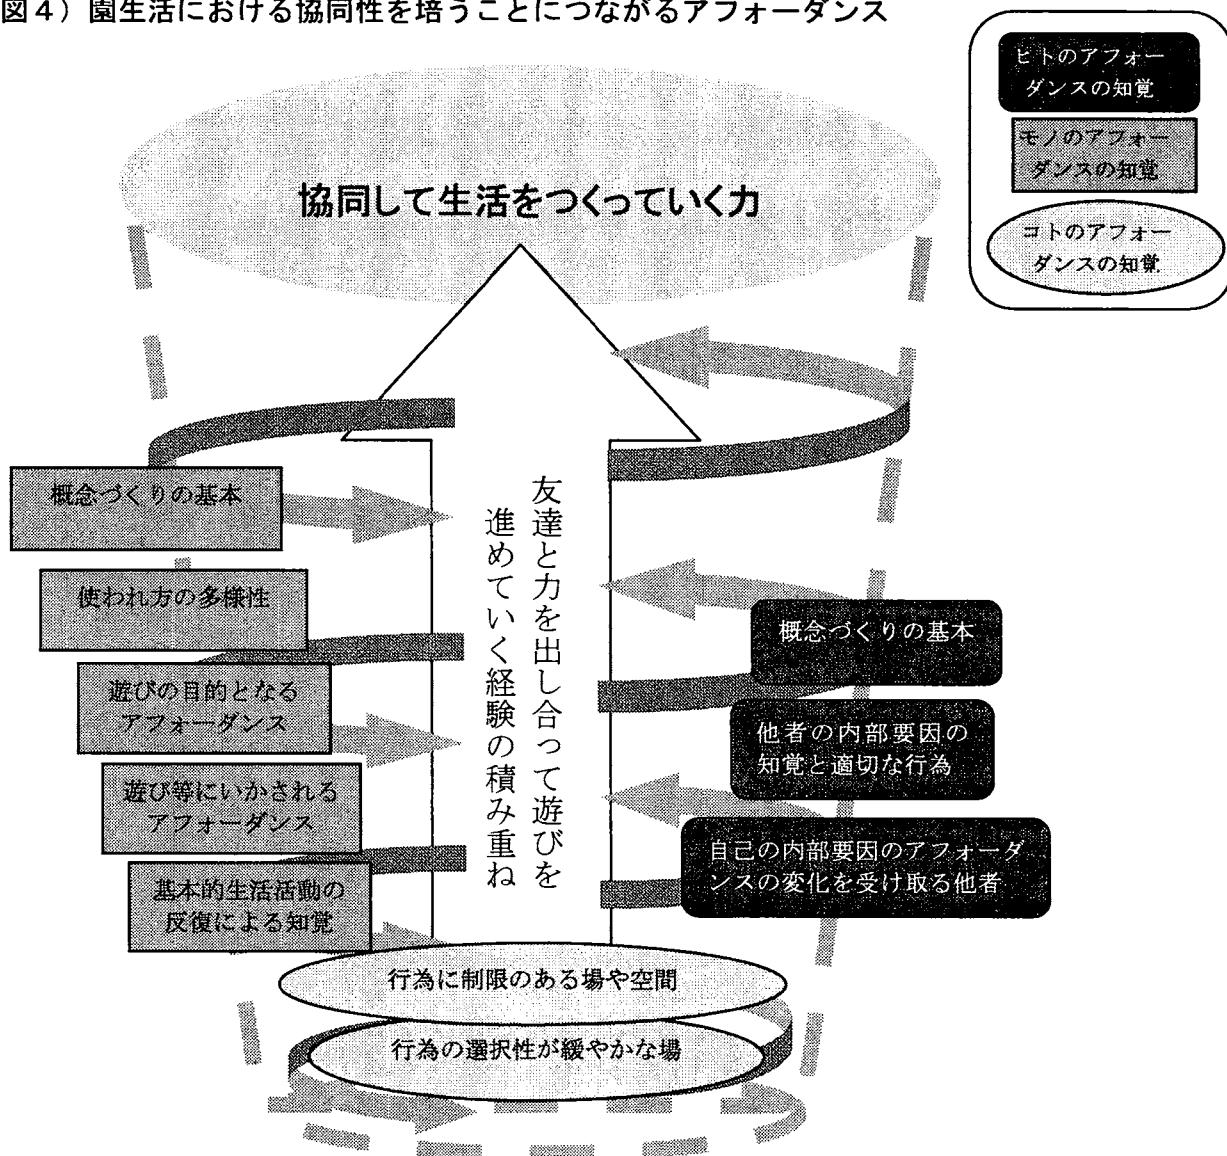 図４）園生活における協同性を培うことにつながるアフォーダンス
ヒトのアフォー
ダンスの知覚
モノのアフォー
ダンスの知覚
コトのアフォー
ダンスの知覚
協同して生活をつくっていく力
友達と力を出し合って遊びを
進めていく経験の積み重ね
概念づくりの基本
使われ方の多様性
遊びの目的となる
アフォーダンス
遊び等にいかされる
アフォーダンス
基本的生活活動の
反復による知覚
概念づくりの基本
他者の内部要因の
知覚と適切な行為
自己の内部要因のアフォーダ
ンスの変化を受け取る他者
行為に制限のある場や空間
行為の選択性が緩やかな場